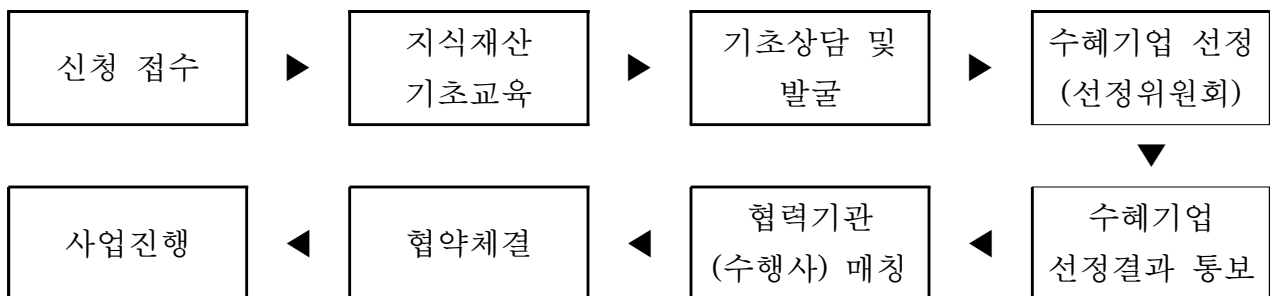 신청 접수
▶
지식재산
기초교육
▶
기초상담 및
발굴
▶
수혜기업 선정
(선정위원회)
▼
수혜기업
선정결과 통보
◀
협력기관
(수행사) 매칭
◀
협약체결
◀
사업진행